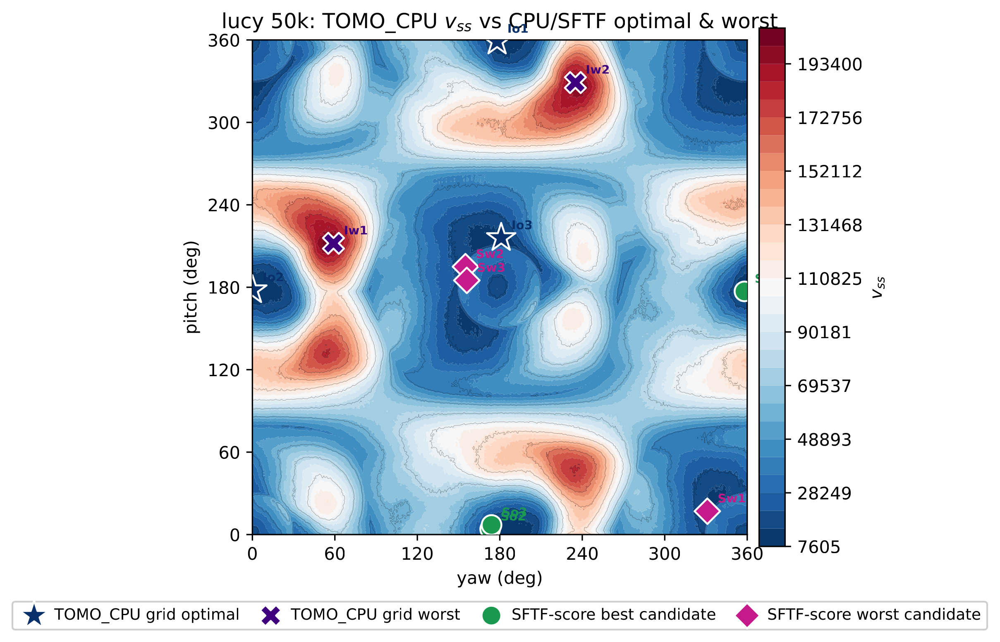 lucy 50k: TOMO_CPU v_ss vs CPU/SFTF optimal & worst
Io1
360
193400
Iw2
172756
300
152112
240
Iw1
Io3
131468
Sw2
Sw3
Io2
S
110825
180
v_ss
pitch (deg)
90181
120
69537
60
48893
28249
Sw1
So3
So2
0
7605
0 60 120 180 240 300 360
yaw (deg)
TOMO_CPU grid optimal TOMO_CPU grid worst SFTF-score best candidate SFTF-score worst candidate